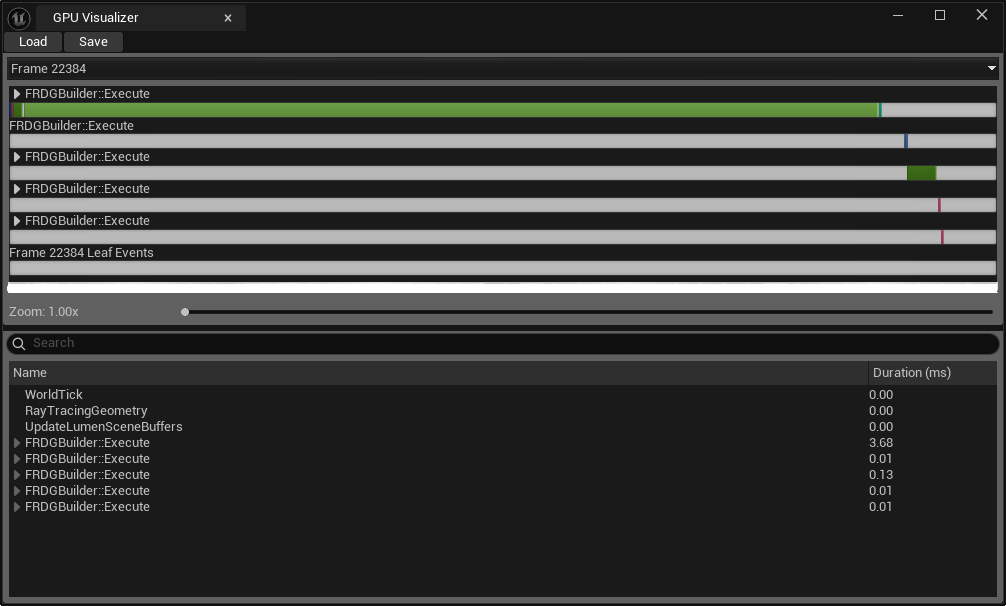 GPU Visualizer
Load Save
Frame 22384
FRDGBuilder::Execute
FRDGBuilder::Execute
FRDGBuilder::Execute
FRDGBuilder::Execute
FRDGBuilder::Execute
Frame 22384 Leaf Events
Zoom: 1.00x
Search
Name Duration (ms)
WorldTick 0.00
RayTracingGeometry 0.00
UpdateLumenSceneBuffers 0.00
FRDGBuilder::Execute 3.68
FRDGBuilder::Execute 0.01
FRDGBuilder::Execute 0.13
FRDGBuilder::Execute 0.01
FRDGBuilder::Execute 0.01